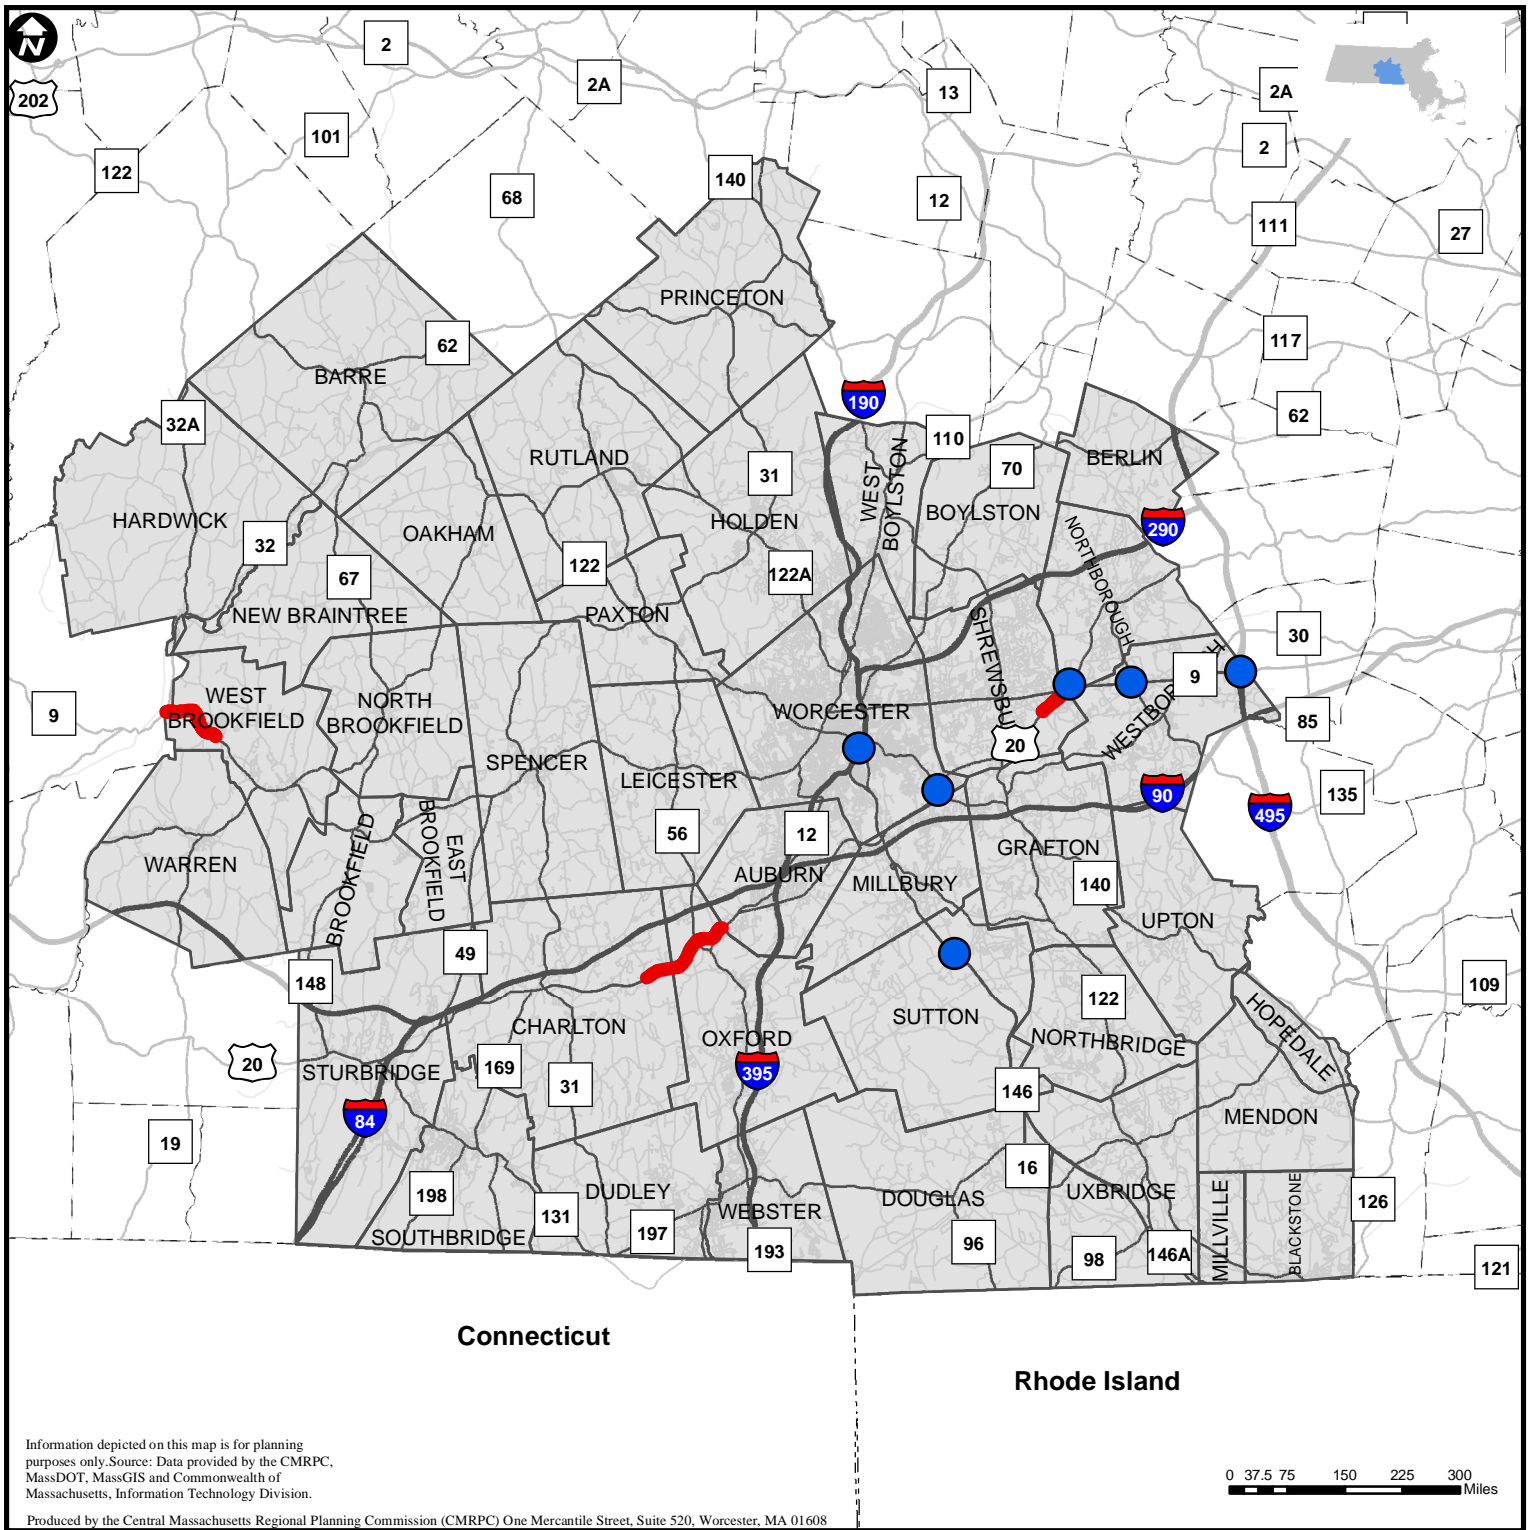 N
2
2A
13
2A
202
101
2
122
140
68
12
111
27
PRINCETON
62
117
BARRE
190
62
32A
110
BERLIN
RUTLAND
70
31
WEST
BOYLSTON
HARDWICK
HOLDEN
BOYLSTON
290
OAKHAM
32
NORTHBOROUGH
122
122A
67
NEW BRAINTREE
PAXTON
30
SHREWSBU
9
WEST
BROOKFIELD
NORTH
BROOKFIELD
9
WORCESTER
85
WESTBOR
H
20
SPENCER
LEICESTER
90
135
495
EAST
BROOKFIELD
56
12
WARREN
BROOKFIELD
AUBURN
MILLBURY
GRAFTON
140
UPTON
49
148
109
122
SUTTON
HOPEDALE
CHARLTON
OXFORD
NORTHBRIDGE
20
STURBRIDGE
169
31
395
146
84
MENDON
19
16
198
DUDLEY
DOUGLAS
UXBRIDGE
MILLVILLE
BLACKSTONE
126
131
197
WEBSTER
SOUTHBRIDGE
193
96
98
146A
121
Connecticut
Rhode Island
Information depicted on this map is for planning
purposes only.Source: Data provided by the CMRPC,
MassDOT, MassGIS and Commonwealth of
Massachusetts, Information Technology Division.
0 37.5 75 150 225 300
Miles
Produced by the Central Massachusetts Regional Planning Commission (CMRPC) One Mercantile Street, Suite 520, Worcester, MA 01608